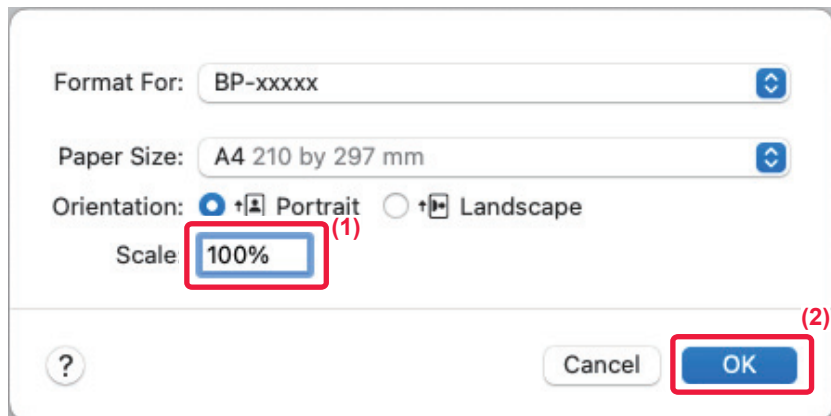 Format For: BP-xxxxx
Paper Size: A4 210 by 297 mm
Orientation: Portrait Landscape
(1)
Scale: 100%
(2)
? Cancel OK